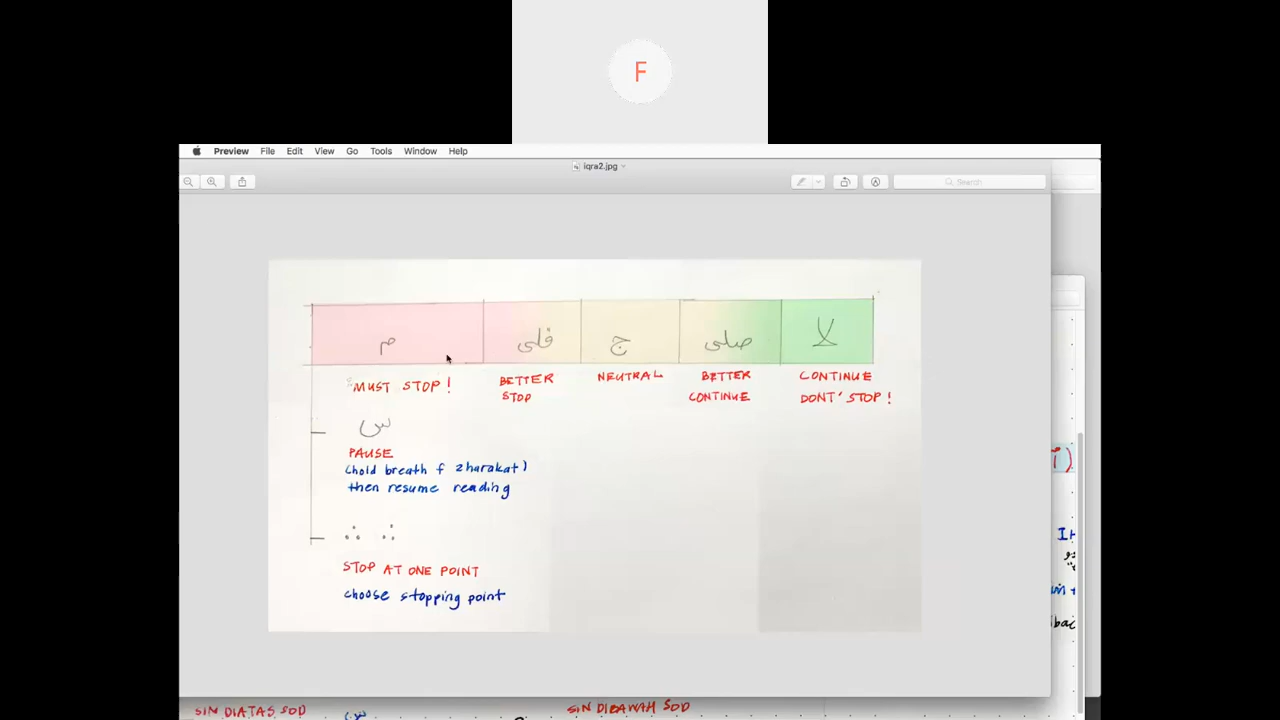 F
Preview File Edit View Go Tools Window Help
iqra2.jpg
Search
م قلى ج صلى لا
MUST STOP!
BETTER
STOP
NEUTRAL
BETTER
CONTINUE
CONTINUE
DONT' STOP!
س
PAUSE
(hold breath f 2harakat)
then resume reading
∴ ∴
STOP AT ONE POINT
choose stopping point
SIN DIATAS SOD
SIN DIBAWAH SOD